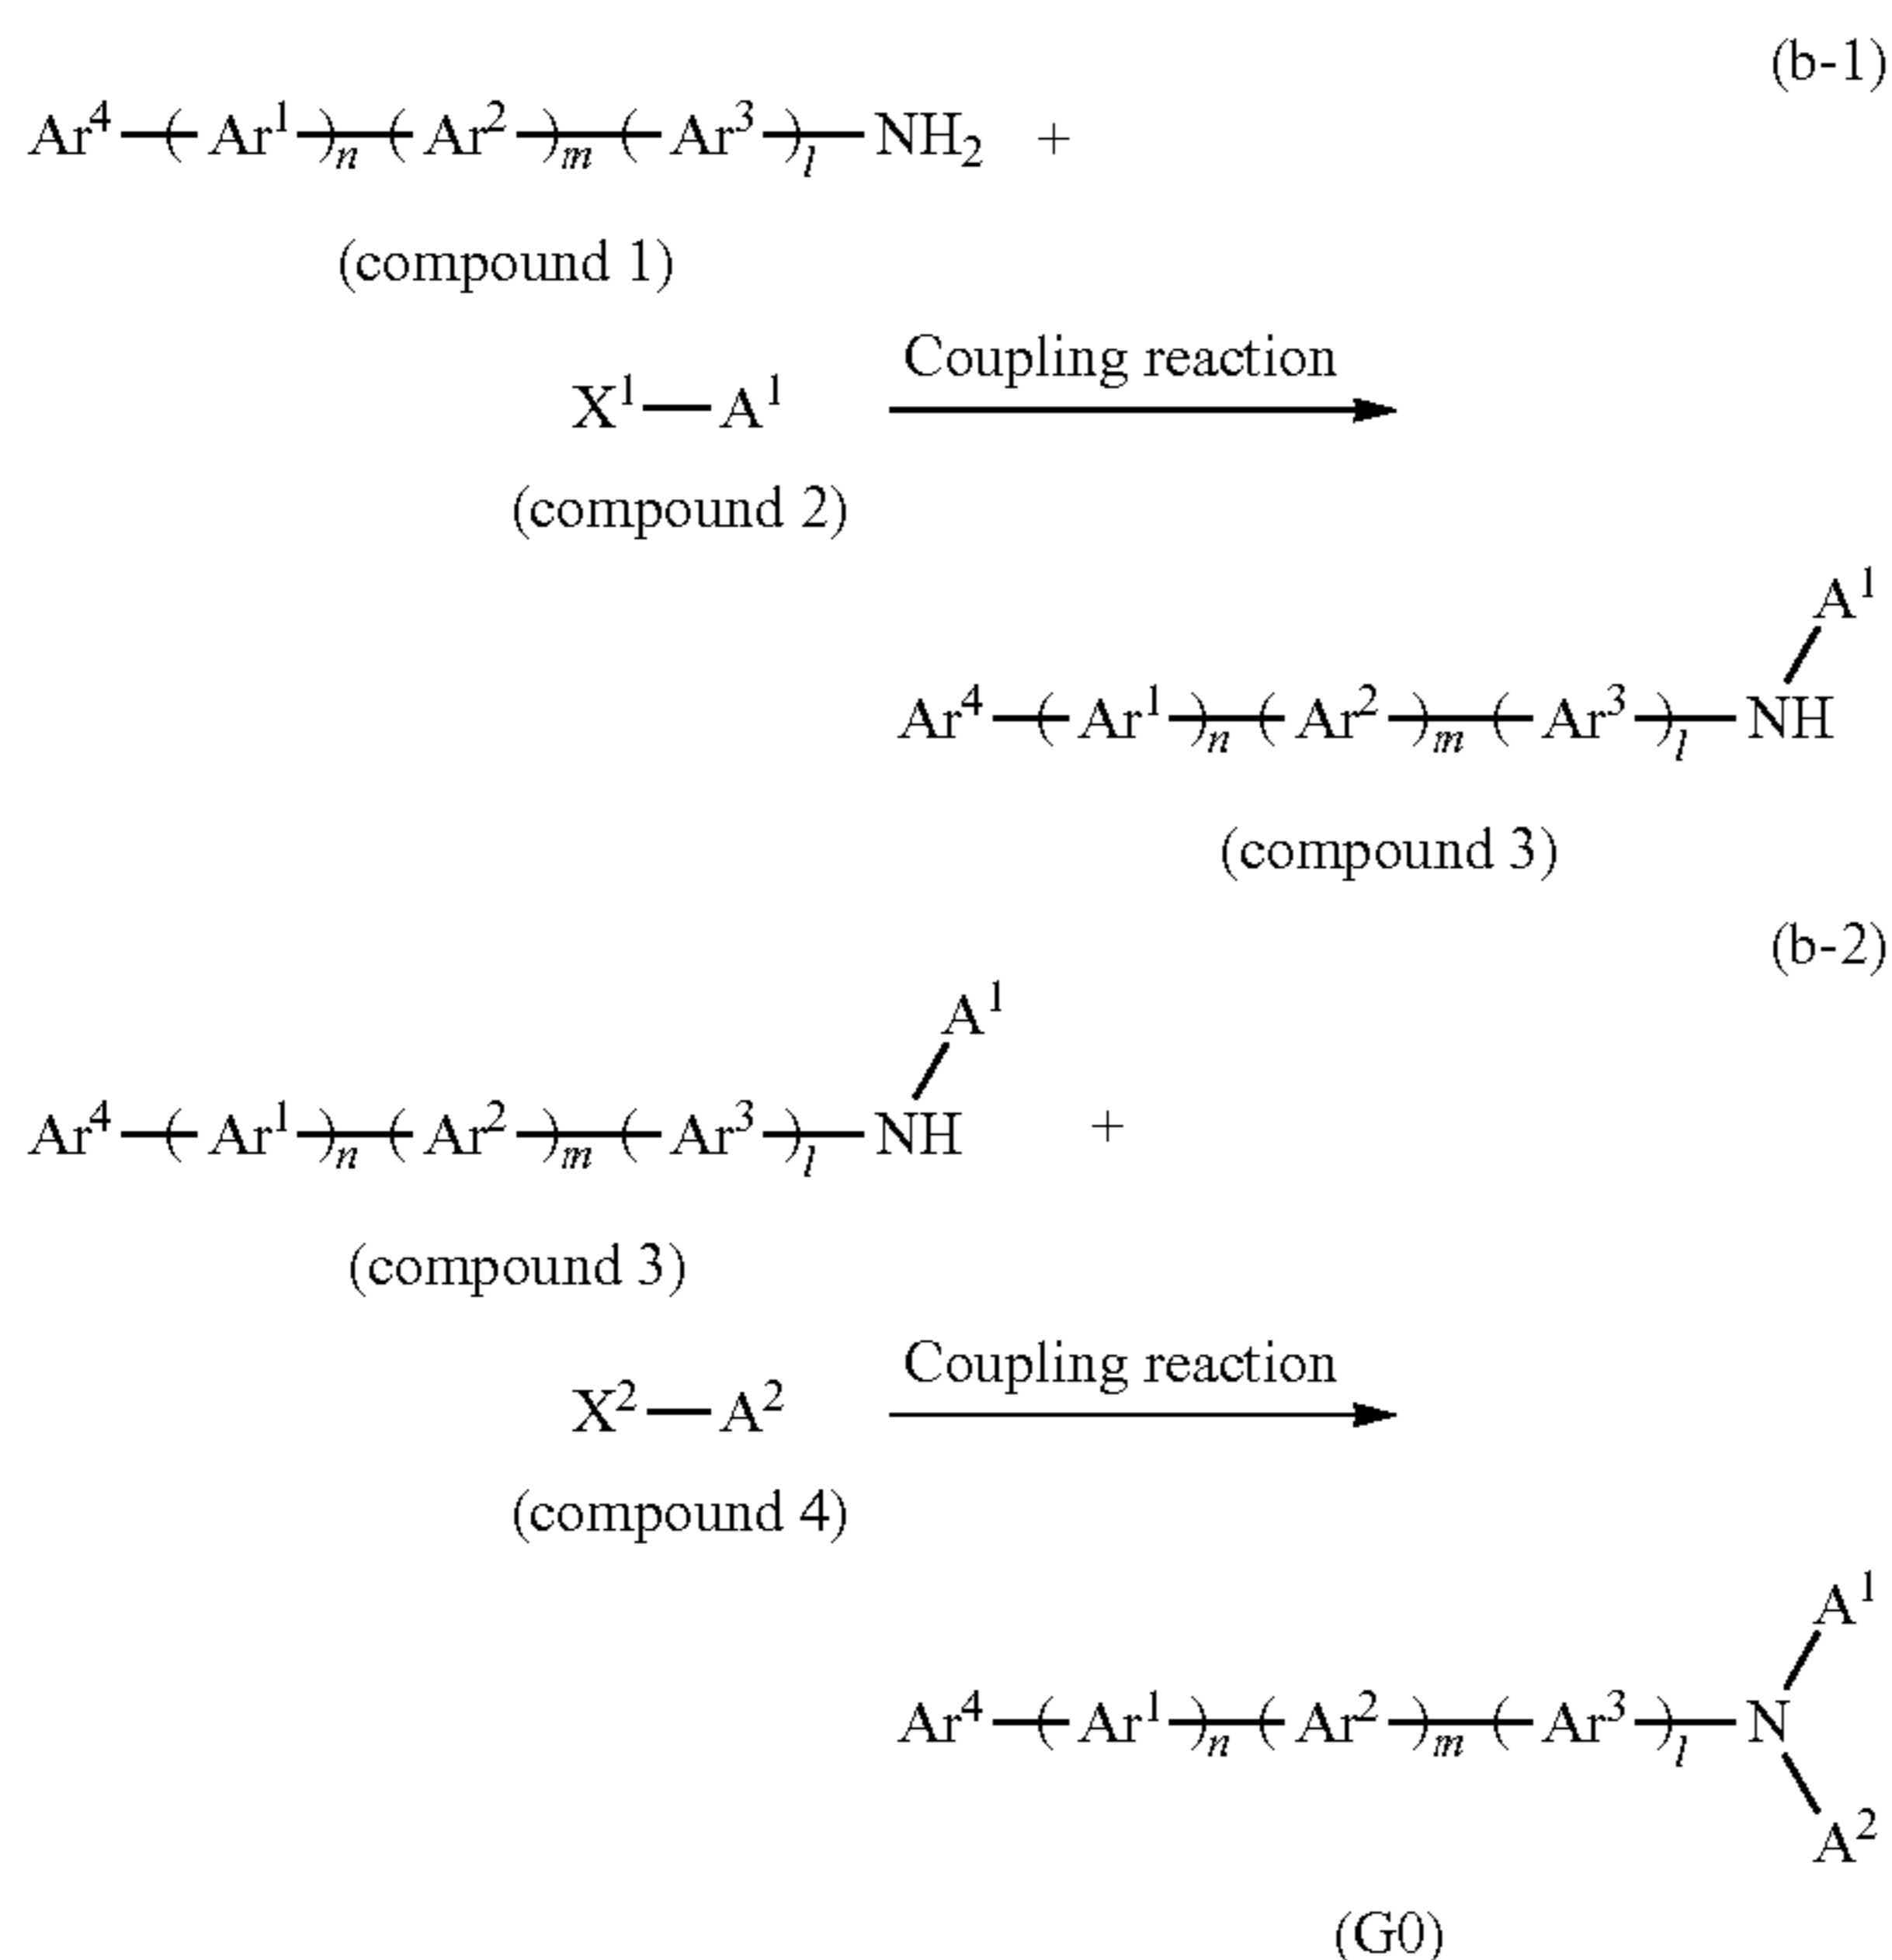 (b-1)
Ar⁴—(Ar¹)ₙ—(Ar²)ₘ—(Ar³)ₗ—NH₂ +
(compound 1)
X¹—A¹ Coupling reaction
(compound 2)
A¹
Ar⁴—(Ar¹)ₙ—(Ar²)ₘ—(Ar³)ₗ—NH
(compound 3)
(b-2)
A¹
Ar⁴—(Ar¹)ₙ—(Ar²)ₘ—(Ar³)ₗ—NH +
(compound 3)
X²—A² Coupling reaction
(compound 4)
A¹
Ar⁴—(Ar¹)ₙ—(Ar²)ₘ—(Ar³)ₗ—N
A²
(G0)